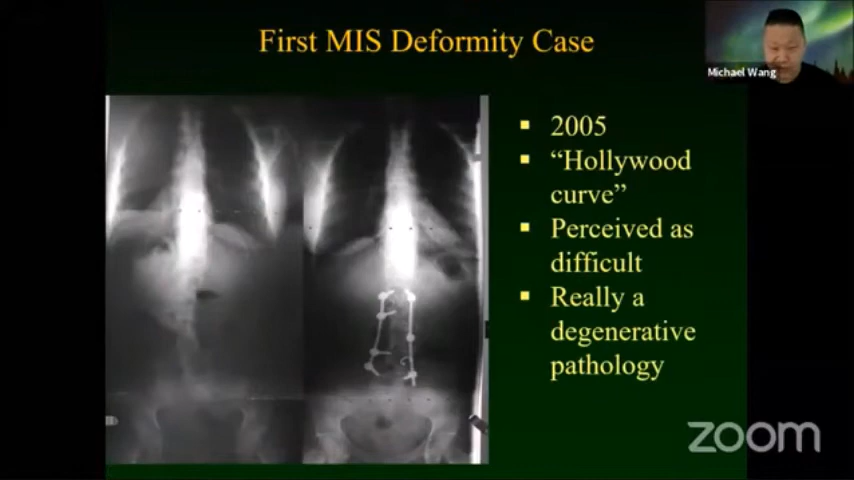 First MIS Deformity Case
Michael Wang
▪ 2005
▪ “Hollywood
curve”
▪ Perceived as
difficult
▪ Really a
degenerative
pathology
zoom